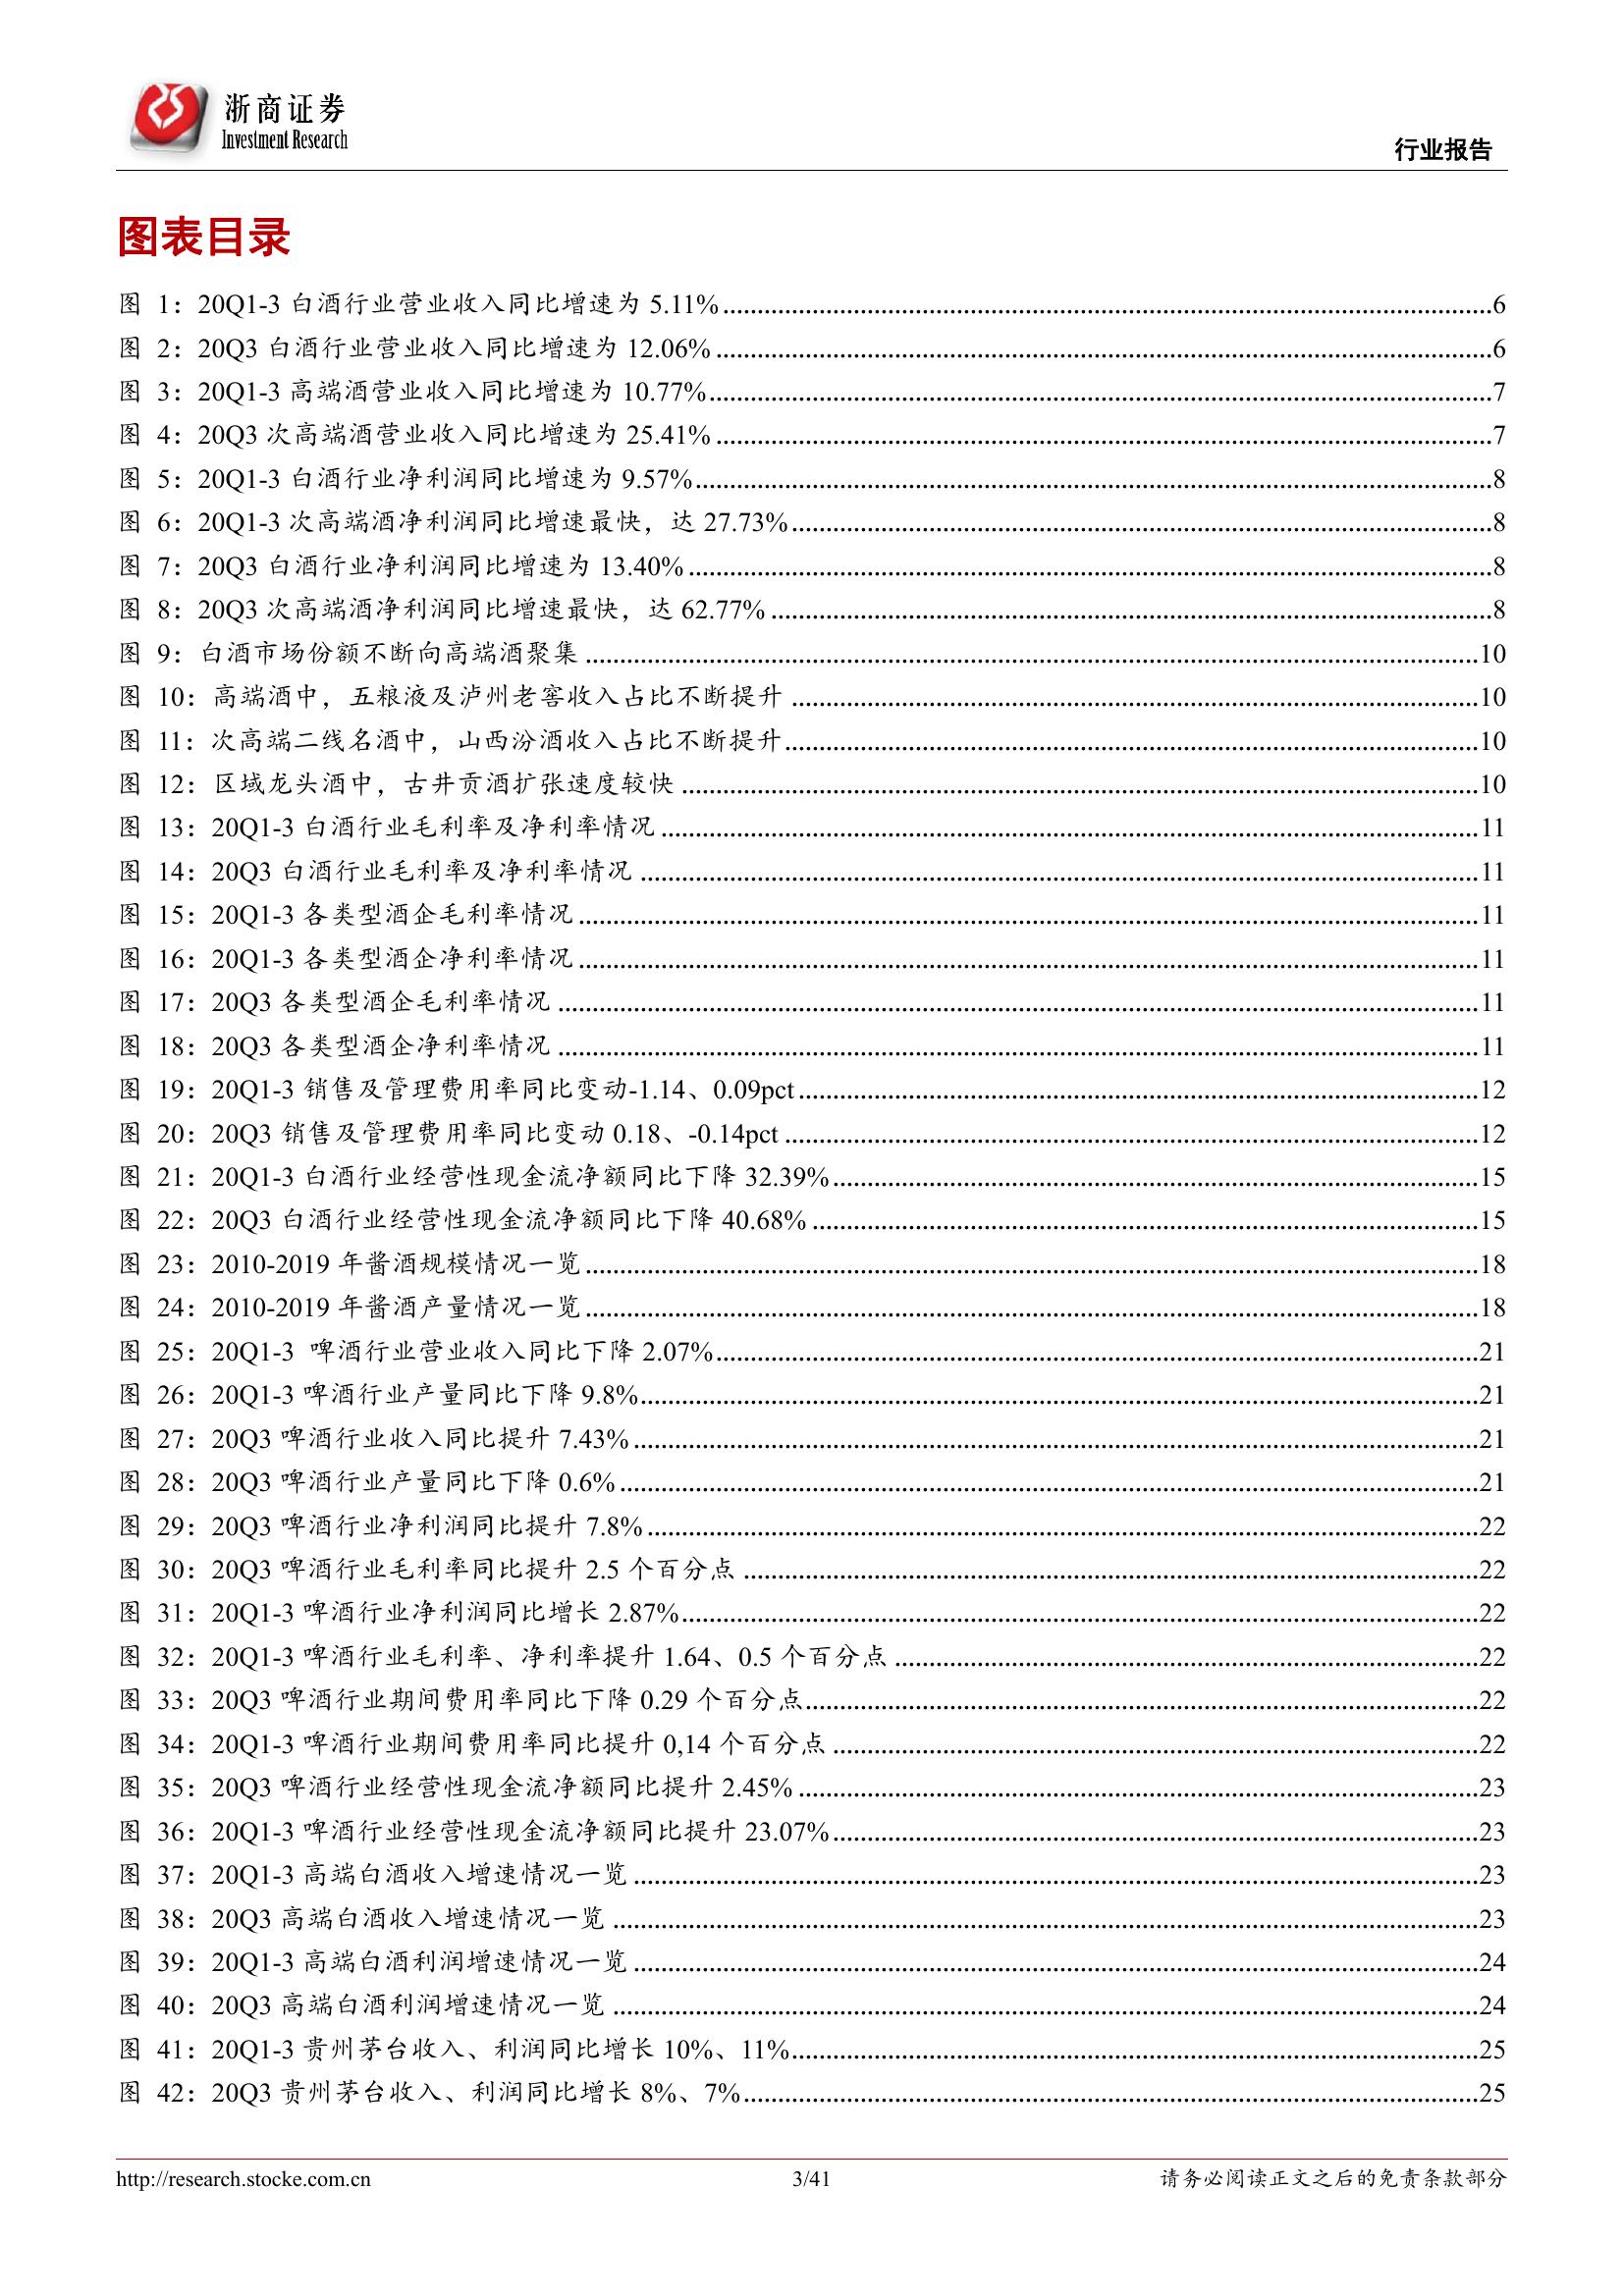 浙商证券
Investment Research
行业报告
图表目录
图 1：20Q1-3 白酒行业营业收入同比增速为 5.11%....................6
图 2：20Q3 白酒行业营业收入同比增速为 12.06%....................6
图 3：20Q1-3 高端酒营业收入同比增速为 10.77%....................7
图 4：20Q3 次高端酒营业收入同比增速为 25.41%....................7
图 5：20Q1-3 白酒行业净利润同比增速为 9.57%....................8
图 6：20Q1-3 次高端酒净利润同比增速最快，达 27.73%....................8
图 7：20Q3 白酒行业净利润同比增速为 13.40%....................8
图 8：20Q3 次高端酒净利润同比增速最快，达 62.77%....................8
图 9：白酒市场份额不断向高端酒聚集....................10
图 10：高端酒中，五粮液及泸州老窖收入占比不断提升....................10
图 11：次高端二线名酒中，山西汾酒收入占比不断提升....................10
图 12：区域龙头酒中，古井贡酒扩张速度较快....................10
图 13：20Q1-3 白酒行业毛利率及净利率情况....................11
图 14：20Q3 白酒行业毛利率及净利率情况....................11
图 15：20Q1-3 各类型酒企毛利率情况....................11
图 16：20Q1-3 各类型酒企净利率情况....................11
图 17：20Q3 各类型酒企毛利率情况....................11
图 18：20Q3 各类型酒企净利率情况....................11
图 19：20Q1-3 销售及管理费用率同比变动-1.14、0.09pct....................12
图 20：20Q3 销售及管理费用率同比变动 0.18、-0.14pct....................12
图 21：20Q1-3 白酒行业经营性现金流净额同比下降 32.39%....................15
图 22：20Q3 白酒行业经营性现金流净额同比下降 40.68%....................15
图 23：2010-2019 年酱酒规模情况一览....................18
图 24：2010-2019 年酱酒产量情况一览....................18
图 25：20Q1-3 啤酒行业营业收入同比下降 2.07%....................21
图 26：20Q1-3 啤酒行业产量同比下降 9.8%....................21
图 27：20Q3 啤酒行业收入同比提升 7.43%....................21
图 28：20Q3 啤酒行业产量同比下降 0.6%....................21
图 29：20Q3 啤酒行业净利润同比提升 7.8%....................22
图 30：20Q3 啤酒行业毛利率同比提升 2.5 个百分点....................22
图 31：20Q1-3 啤酒行业净利润同比增长 2.87%....................22
图 32：20Q1-3 啤酒行业毛利率、净利率提升 1.64、0.5 个百分点....................22
图 33：20Q3 啤酒行业期间费用率同比下降 0.29 个百分点....................22
图 34：20Q1-3 啤酒行业期间费用率同比提升 0,14 个百分点....................22
图 35：20Q3 啤酒行业经营性现金流净额同比提升 2.45%....................23
图 36：20Q1-3 啤酒行业经营性现金流净额同比提升 23.07%....................23
图 37：20Q1-3 高端白酒收入增速情况一览....................23
图 38：20Q3 高端白酒收入增速情况一览....................23
图 39：20Q1-3 高端白酒利润增速情况一览....................24
图 40：20Q3 高端白酒利润增速情况一览....................24
图 41：20Q1-3 贵州茅台收入、利润同比增长 10%、11%....................25
图 42：20Q3 贵州茅台收入、利润同比增长 8%、7%....................25
http://research.stocke.com.cn
3/41
请务必阅读正文之后的免责条款部分